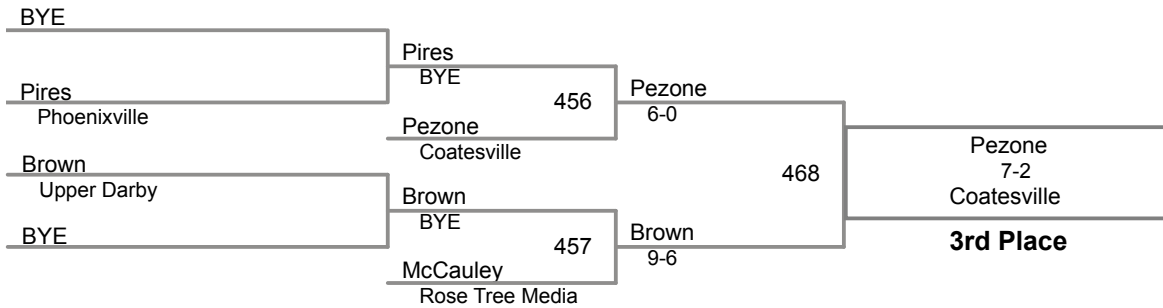 BYE
Pires
BYE
Pires
Phoenixville
456
Pezone
6-0
Pezone
Coatesville
Pezone
7-2
Coatesville
3rd Place
468
Brown
Upper Darby
Brown
BYE
BYE
457
Brown
9-6
McCauley
Rose Tree Media